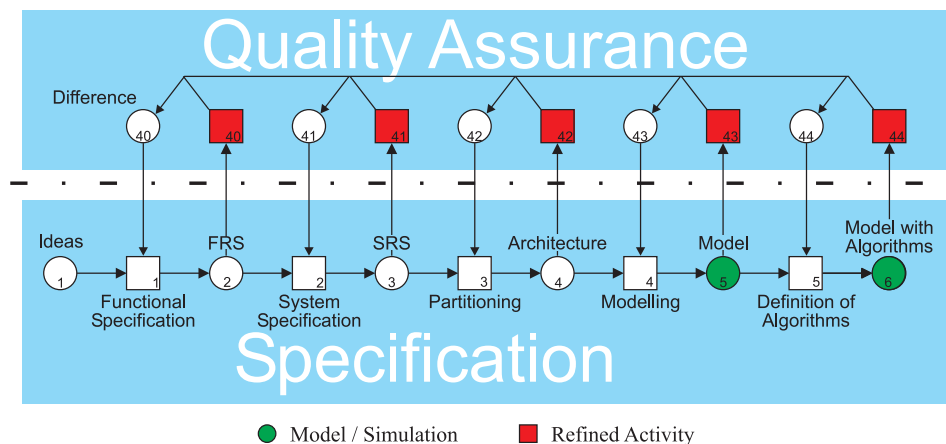 Quality Assurance
Difference
40 40 41 41 42 42 43 43 44 44
Ideas FRS SRS Architecture Model Model with
Algorithms
1 1 2 2 3 3 4 4 5 5 6
Functional System Partitioning Modelling Definition of
Specification Specification Algorithms
Specification
Model / Simulation Refined Activity